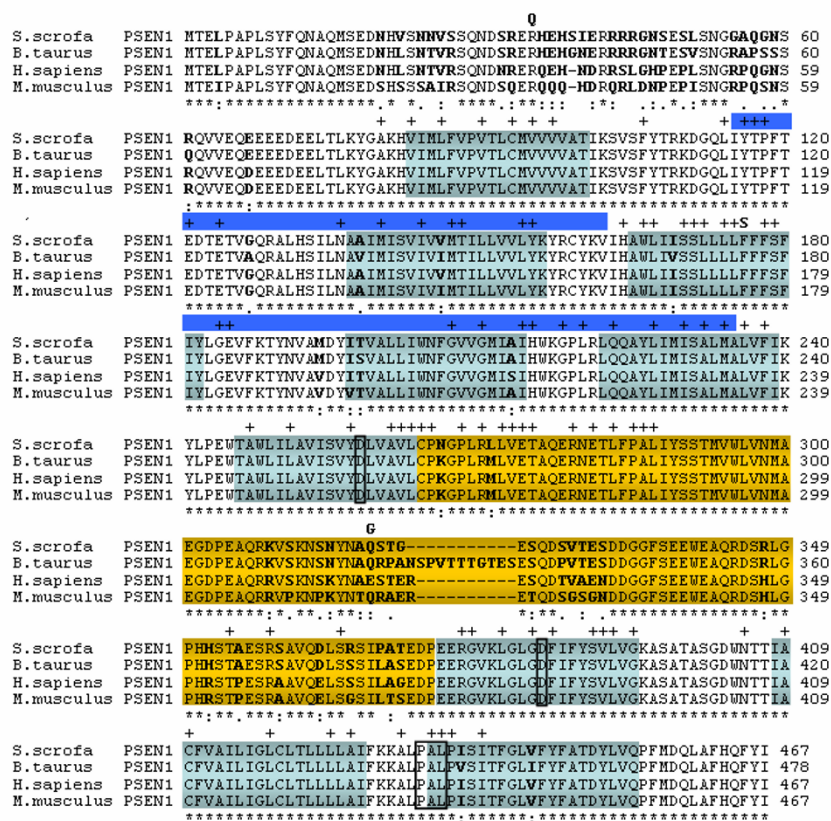 Q
S.scrofa PSEN1 MTELPAPLSYFQNAQMSEDNHVSNNVSSQNDSRERHEHSIERRRRGNSESLSNGGAQGNS 60
B.taurus PSEN1 MTELPAPLSYFQNAQMSEDNHLSNTVRSQNDSRERHEHGNERRRRGNTESVSNGRAPSSS 60
H.sapiens PSEN1 MTELPAPLSYFQNAQMSEDNHLSNTVRSQNDNRERQEH-NDRRSLGHPEPLSNGRPQGNS 59
M.musculus PSEN1 MTEIPAPLSYFQNAQMSEDSHSSSAIRSQNDSQERQQQ-HDRQRLDNPEPISNGRPQSNS 59
S.scrofa PSEN1 RQVVEQEEEEDEELTLKYGAKHVIMLFVPVTLCMVVVVATIKSVSFYTRKDGQLIYTPFT 120
B.taurus PSEN1 QQVVEQEEEEDEELTLKYGAKHVIMLFVPVTLCMVVVVATIKSVSFYTRKDGQLIYTPFT 120
H.sapiens PSEN1 RQVVEQDEEEDEELTLKYGAKHVIMLFVPVTLCMVVVVATIKSVSFYTRKDGQLIYTPFT 119
M.musculus PSEN1 RQVVEQDEEEDEELTLKYGAKHVIMLFVPVTLCMVVVVATIKSVSFYTRKDGQLIYTPFT 119
S
S.scrofa PSEN1 EDTETVGQRALHSILNAAIMISVIVVMTILLVVLYKYRCYKVIHAWLIISSLLLLFFFSF 180
B.taurus PSEN1 EDTETVAQRALHSILNAVIMISVIVVMTILLVVLYKYRCYKVIHAWLIVSSLLLLFFFSF 180
H.sapiens PSEN1 EDTETVGQRALHSILNAAIMISVIVVMTILLVVLYKYRCYKVIHAWLIISSLLLLFFFSF 179
M.musculus PSEN1 EDTETVGQRALHSILNAAIMISVIVIMTILLVVLYKYRCYKVIHAWLIISSLLLLFFFSF 179
S.scrofa PSEN1 IYLGEVFKTYNVAMDYITVALLIWNFGVVGMIAIHWKGPLRLQQAYLIMISALMALVFIK 240
B.taurus PSEN1 IYLGEVFKTYNVAMDYISVALLIWNFGVVGMIAIHWKGPLRLQQAYLIMISALMALVFIK 240
H.sapiens PSEN1 IYLGEVFKTYNVAVDYITVALLIWNFGVVGMISIHWKGPLRLQQAYLIMISALMALVFIK 239
M.musculus PSEN1 IYLGEVFKTYNVAVDYVTVALLIWNFGVVGMIAIHWKGPLRLQQAYLIMISALMALVFIK 239
S.scrofa PSEN1 YLPEWTAWLILAVISVYDLVAVLCPNGPLRLLVETAQERNETLFPALIYSSTMVWLVNMA 300
B.taurus PSEN1 YLPEWTAWLILAVISVYDLVAVLCPKGPLRMLVETAQERNETLFPALIYSSTMVWLVNMA 300
H.sapiens PSEN1 YLPEWTAWLILAVISVYDLVAVLCPKGPLRMLVETAQERNETLFPALIYSSTMVWLVNMA 299
M.musculus PSEN1 YLPEWTAWLILAVISVYDLVAVLCPKGPLRMLVETAQERNETLFPALIYSSTMVWLVNMA 299
G
S.scrofa PSEN1 EGDPEAQRKVSKNSNYNAQSTG-----------ESQDSVTESDDGGFSEEWEAQRDSRLG 349
B.taurus PSEN1 EGDPEAQRKVSKNSNYNAQRPANSPVTTTGTESESQDPVTESDDGGFSEEWEAQRDSRLG 360
H.sapiens PSEN1 EGDPEAQRRVSKNSKYNAESTER----------ESQDTVAENDDGGFSEEWEAQRDSHLG 349
M.musculus PSEN1 EGDPEAQRRVPKNPKYNTQRAER----------ETQDSGSGNDDGGFSEEWEAQRDSHLG 349
S.scrofa PSEN1 PHHSTAESRSAVQDLSRSIPATEDPEERGVKLGLGDFIFYSVLVGKASATASGDWNTTIA 409
B.taurus PSEN1 PHHSTAESRSAVQDLSSSILASEDPEERGVKLGLGDFIFYSVLVGKASATASGDWNTTIA 420
H.sapiens PSEN1 PHRSTPESRAAVQELSSSILAGEDPEERGVKLGLGDFIFYSVLVGKASATASGDWNTTIA 409
M.musculus PSEN1 PHRSTPESRAAVQELSGSILTSEDPEERGVKLGLGDFIFYSVLVGKASATASGDWNTTIA 409
S.scrofa PSEN1 CFVAILIGLCLTLLLLAIFKKALPALPISITFGLVFYFATDYLVQPFMDQLAFHQFYI 467
B.taurus PSEN1 CFVAILIGLCLTLLLLAIFKKALPALPVSITFGLIFYFATDYLVQPFMDQLAFHQFYI 478
H.sapiens PSEN1 CFVAILIGLCLTLLLLAIFKKALPALPISITFGLVFYFATDYLVQPFMDQLAFHQFYI 467
M.musculus PSEN1 CFVAILIGLCLTLLLLAIFKKALPALPISITFGLVFYFATDYLVQPFMDQLAFHQFYI 467